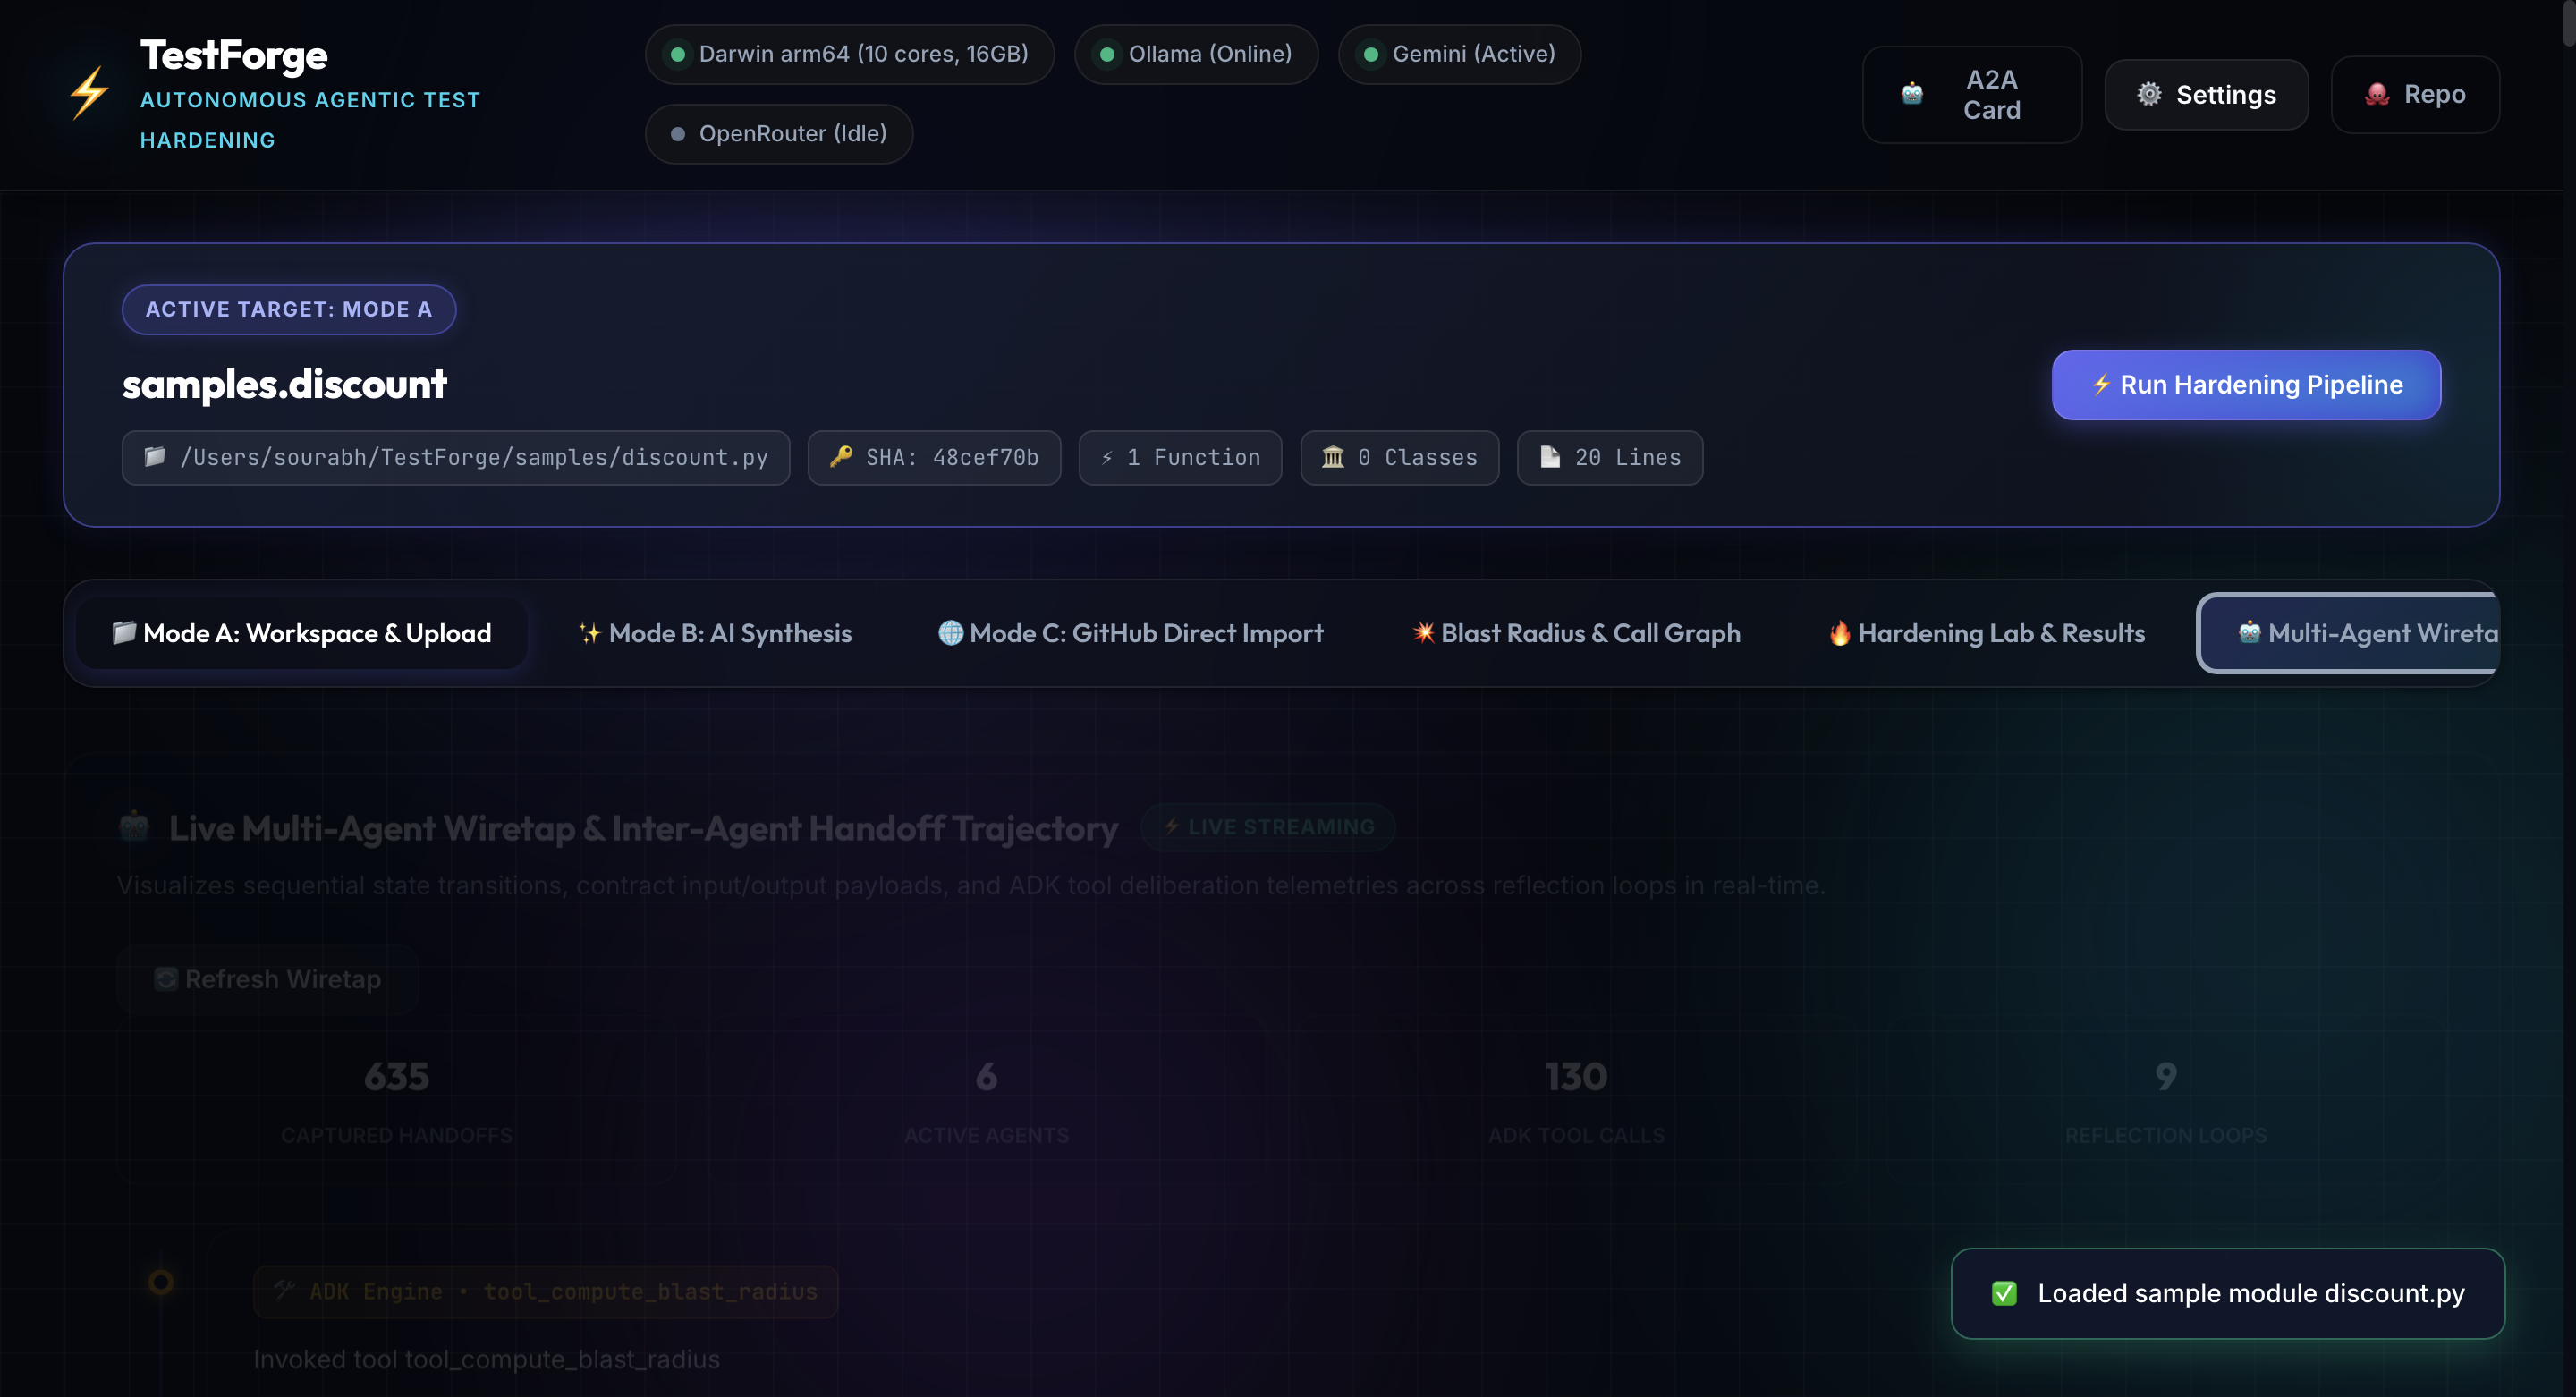 TestForge
AUTONOMOUS AGENTIC TEST
HARDENING
Darwin arm64 (10 cores, 16GB)
Ollama (Online)
Gemini (Active)
OpenRouter (Idle)
A2A
Card
Settings
Repo
ACTIVE TARGET: MODE A
samples.discount
/Users/sourabh/TestForge/samples/discount.py
SHA: 48cef70b
1 Function
0 Classes
20 Lines
Run Hardening Pipeline
Mode A: Workspace & Upload
Mode B: AI Synthesis
Mode C: GitHub Direct Import
Blast Radius & Call Graph
Hardening Lab & Results
Multi-Agent Wireta
Live Multi-Agent Wiretap & Inter-Agent Handoff Trajectory
LIVE STREAMING
Visualizes sequential state transitions, contract input/output payloads, and ADK tool deliberation telemetries across reflection loops in real-time.
Refresh Wiretap
635
CAPTURED HANDOFFS
6
ACTIVE AGENTS
130
ADK TOOL CALLS
9
REFLECTION LOOPS
ADK Engine • tool_compute_blast_radius
Invoked tool tool_compute_blast_radius
Loaded sample module discount.py